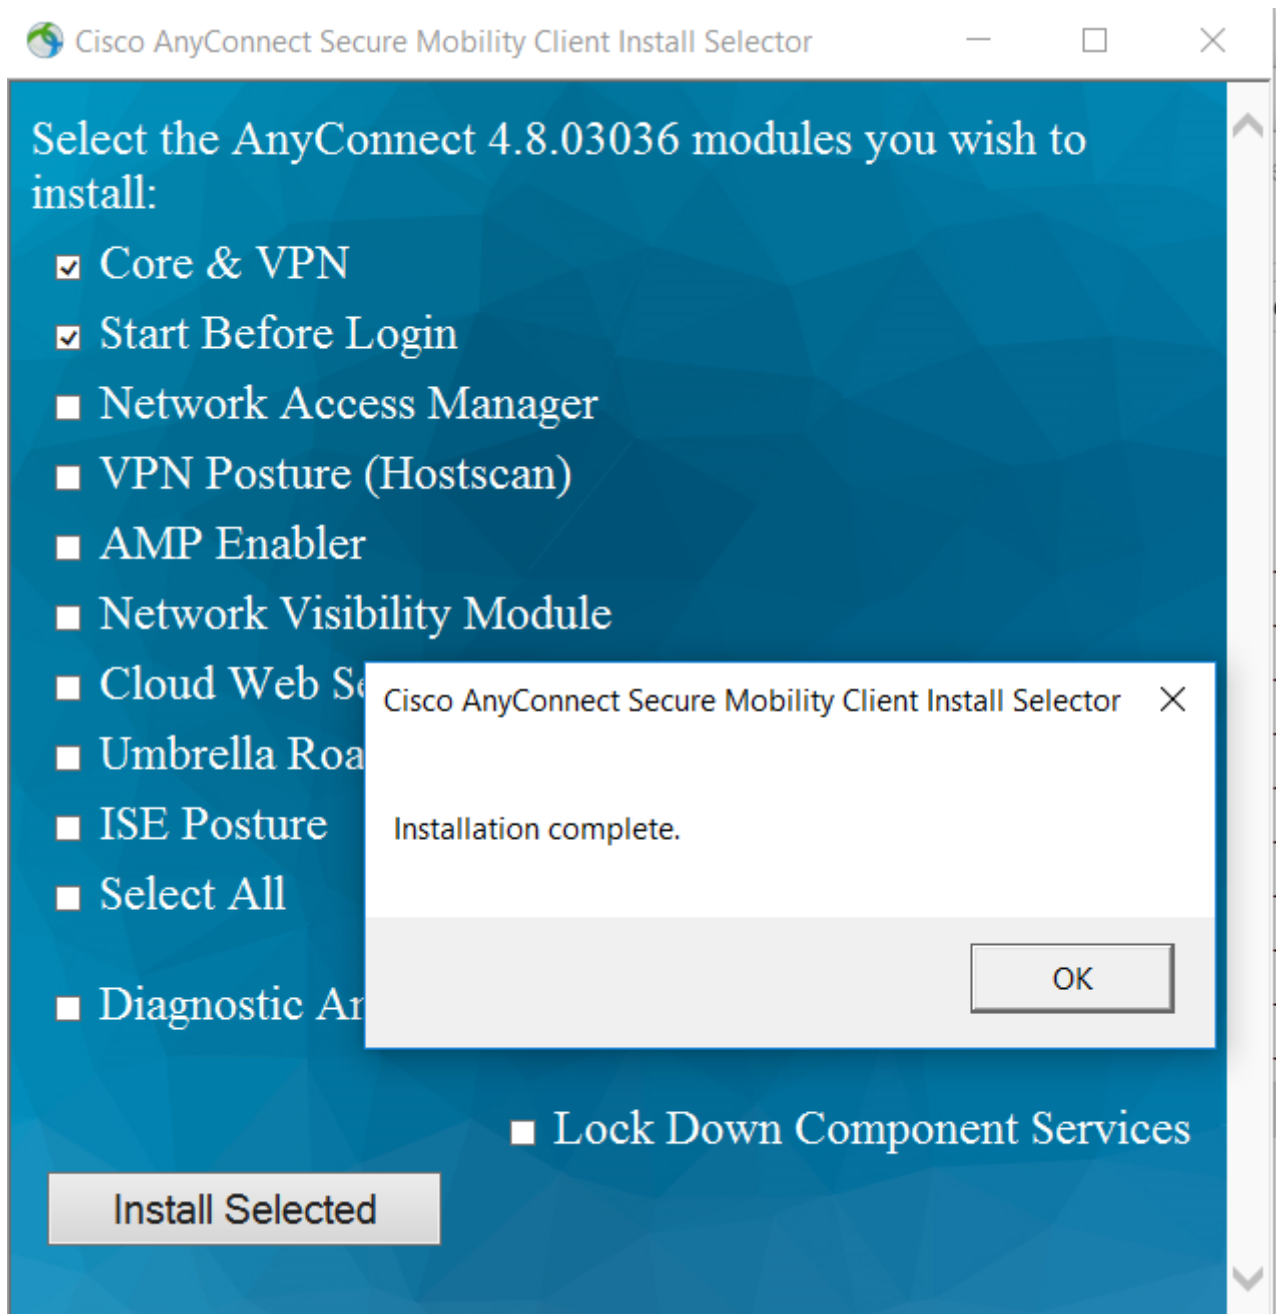 Cisco AnyConnect Secure Mobility Client Install Selector
Select the AnyConnect 4.8.03036 modules you wish to
install:
Core & VPN
Start Before Login
Network Access Manager
VPN Posture (Hostscan)
AMP Enabler
Network Visibility Module
Cloud Web
Umbrella
ISE Posture
Select All
Diagnostic
Cisco AnyConnect Secure Mobility Client Install Selector
Installation complete.
OK
Lock Down Component Services
Install Selected